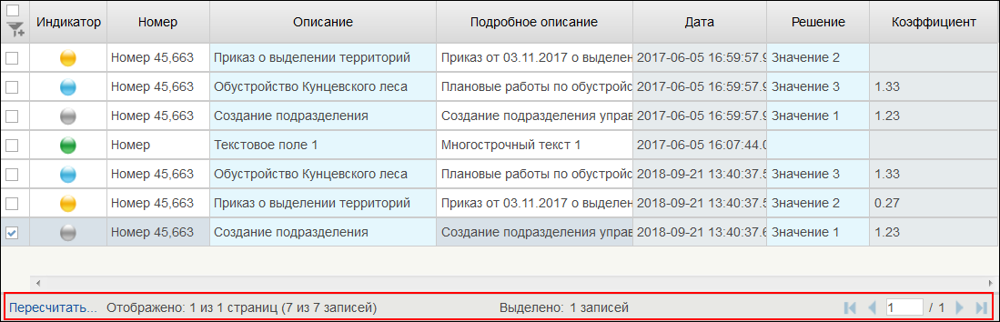 Индикатор Номер Описание Подробное описание Дата Решение Коэффициент
Номер 45,663 Приказ о выделении территорий Приказ от 03.11.2017 о выделен 2017-06-05 16:59:57.9 Значение 2
Номер 45,663 Обустройство Кунцевского леса Плановые работы по обустройс 2017-06-05 16:59:57.9 Значение 3 1.33
Номер 45,663 Создание подразделения Создание подразделения управ 2017-06-05 16:59:57.9 Значение 1 1.23
Номер Текстовое поле 1 Многострочный текст 1 2017-06-05 16:07:44.0
Номер 45,663 Обустройство Кунцевского леса Плановые работы по обустройс 2018-09-21 13:40:37.5 Значение 3 1.33
Номер 45,663 Приказ о выделении территорий Приказ от 03.11.2017 о выделен 2018-09-21 13:40:37.5 Значение 2 0.27
Номер 45,663 Создание подразделения Создание подразделения управ 2018-09-21 13:40:37.6 Значение 1 1.23
Пересчитать... Отображено: 1 из 1 страниц (7 из 7 записей) Выделено: 1 записей 1 / 1